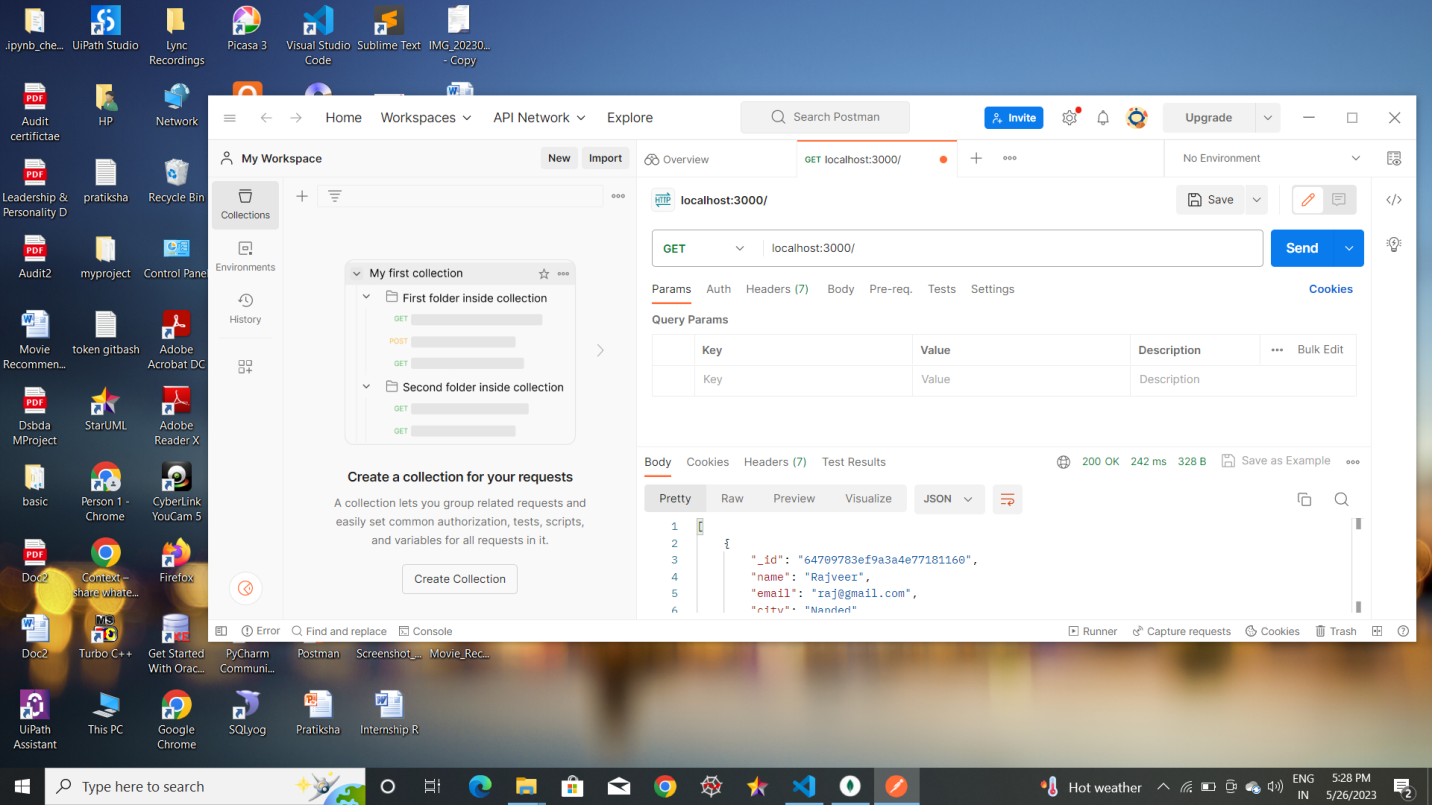 .ipynb_che...
UiPath Studio
Lync Recordings
Picasa 3
Visual Studio Code
Sublime Text
IMG_20230... - Copy
Audit certifictae
HP
Network
Leadership & Personality D
pratiksha
Recycle Bin
Audit2
myproject
Control Panel
Movie Recommen...
token gitbash
Adobe Acrobat DC
Dsbda MProject
StarUML
Adobe Reader X
basic
Person 1 - Chrome
CyberLink YouCam 5
Doc2
Context – share whate...
Firefox
Doc2
Turbo C++
Get Started With Orac...
PyCharm Communi...
Postman
Screenshot_...
Movie_Rec...
UiPath Assistant
This PC
Google Chrome
SQLyog
Pratiksha
Internship R
Home
Workspaces
API Network
Explore
Search Postman
Invite
Upgrade
My Workspace
New
Import
Overview
GET localhost:3000/
No Environment
Collections
Environments
History
My first collection
First folder inside collection
GET
POST
GET
Second folder inside collection
GET
GET
Create a collection for your requests
A collection lets you group related requests and
easily set common authorization, tests, scripts,
and variables for all requests in it.
Create Collection
HTTP localhost:3000/
Save
GET
localhost:3000/
Send
Params Auth Headers (7) Body Pre-req. Tests Settings Cookies
Query Params
Key Value Description Bulk Edit
Key Value Description
Body Cookies Headers (7) Test Results 200 OK 242 ms 328 B Save as Example
Pretty Raw Preview Visualize JSON
1 [
2 {
3 "_id": "64709783ef9a3a4e77181160",
4 "name": "Rajveer",
5 "email": "raj@gmail.com",
6 "city": "Nanded"
Error Find and replace Console Runner Capture requests Cookies Trash
Type here to search
Hot weather
ENG
IN
5:28 PM
5/26/2023
2